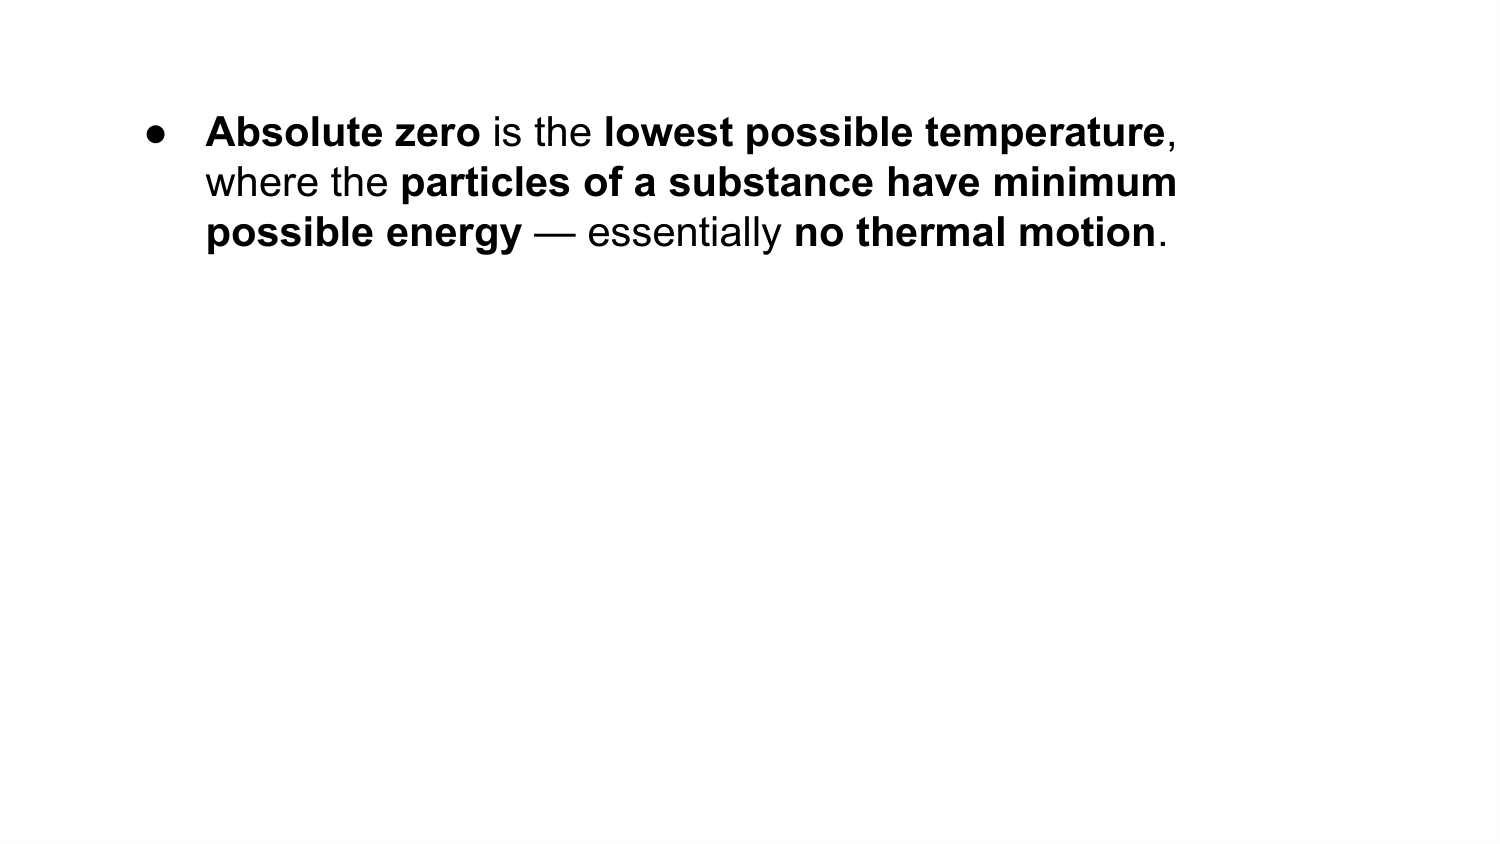 ● Absolute zero is the lowest possible temperature,
where the particles of a substance have minimum
possible energy — essentially no thermal motion.